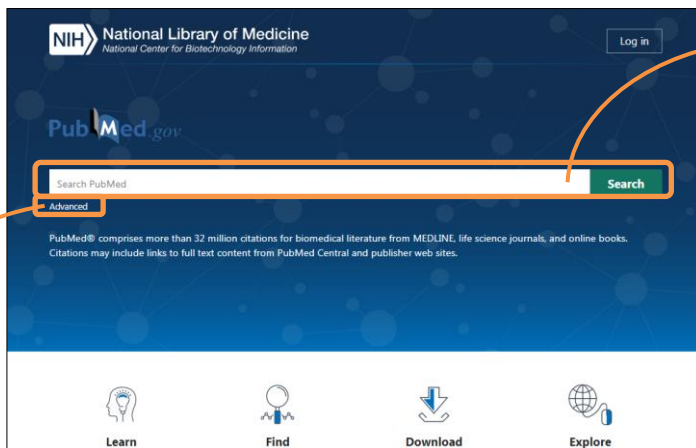 NIH
National Library of Medicine
National Center for Biotechnology Information
Log in
PubMed.gov
Search PubMed
Search
Advanced
PubMed® comprises more than 32 million citations for biomedical literature from MEDLINE, life science journals, and online books.
Citations may include links to full text content from PubMed Central and publisher web sites.
Learn
Find
Download
Explore